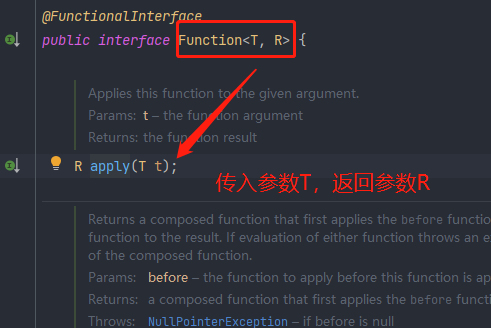 @FunctionalInterface
public interface Function<T, R> {
Applies this function to the given argument.
Params: t – the function argument
Returns: the function result
R apply(T t);
传入参数T，返回参数R
Returns a composed function that first applies the before function
function to the result. If evaluation of either function throws an
of the composed function.
Params: before – the function to apply before this function is
Returns: a composed function that first applies the before
Throws: NullPointerException – if before is null